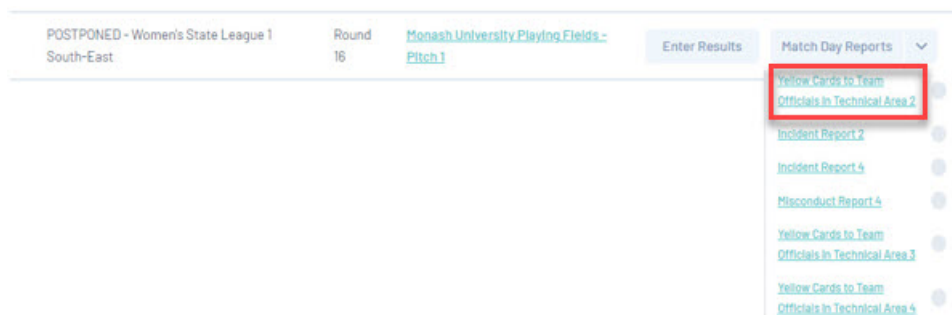 POSTPONED - Women's State League 1
South-East
Round
16
Monash University Playing Fields -
Pitch 1
Enter Results
Match Day Reports
Yellow Cards to Team
Officials in Technical Area 2
Incident Report 2
Incident Report 4
Misconduct Report 4
Yellow Cards to Team
Officials in Technical Area 3
Yellow Cards to Team
Officials in Technical Area 4